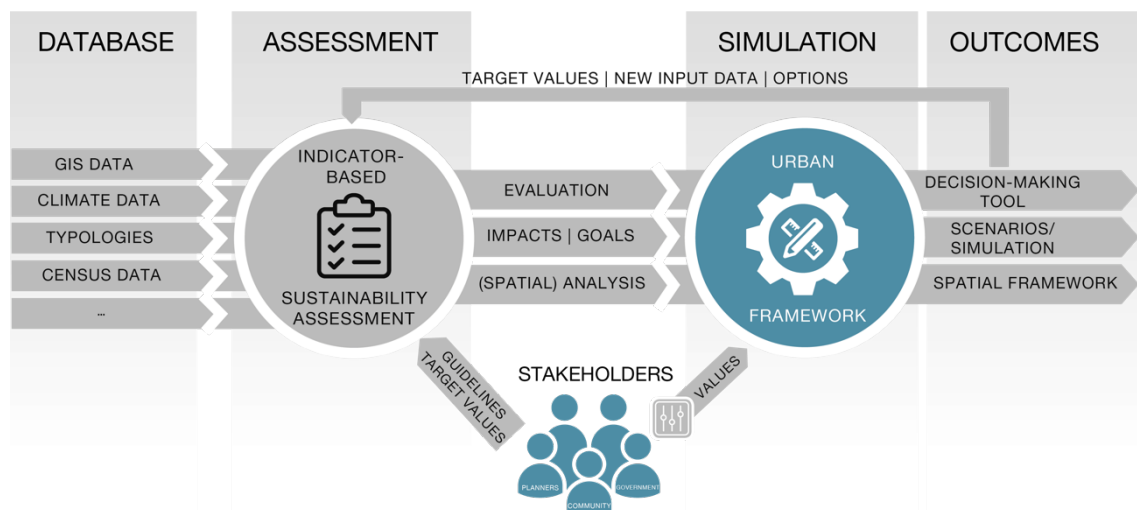 DATABASE
ASSESSMENT
SIMULATION
OUTCOMES
TARGET VALUES | NEW INPUT DATA | OPTIONS
GIS DATA
CLIMATE DATA
TYPOLOGIES
CENSUS DATA
...
INDICATOR-
BASED
SUSTAINABILITY
ASSESSMENT
EVALUATION
IMPACTS | GOALS
(SPATIAL) ANALYSIS
URBAN
FRAMEWORK
DECISION-MAKING
TOOL
SCENARIOS/
SIMULATION
SPATIAL FRAMEWORK
GUIDELINES
TARGET VALUES
STAKEHOLDERS
VALUES
PLANNERS
COMMUNITY
GOVERNMENT